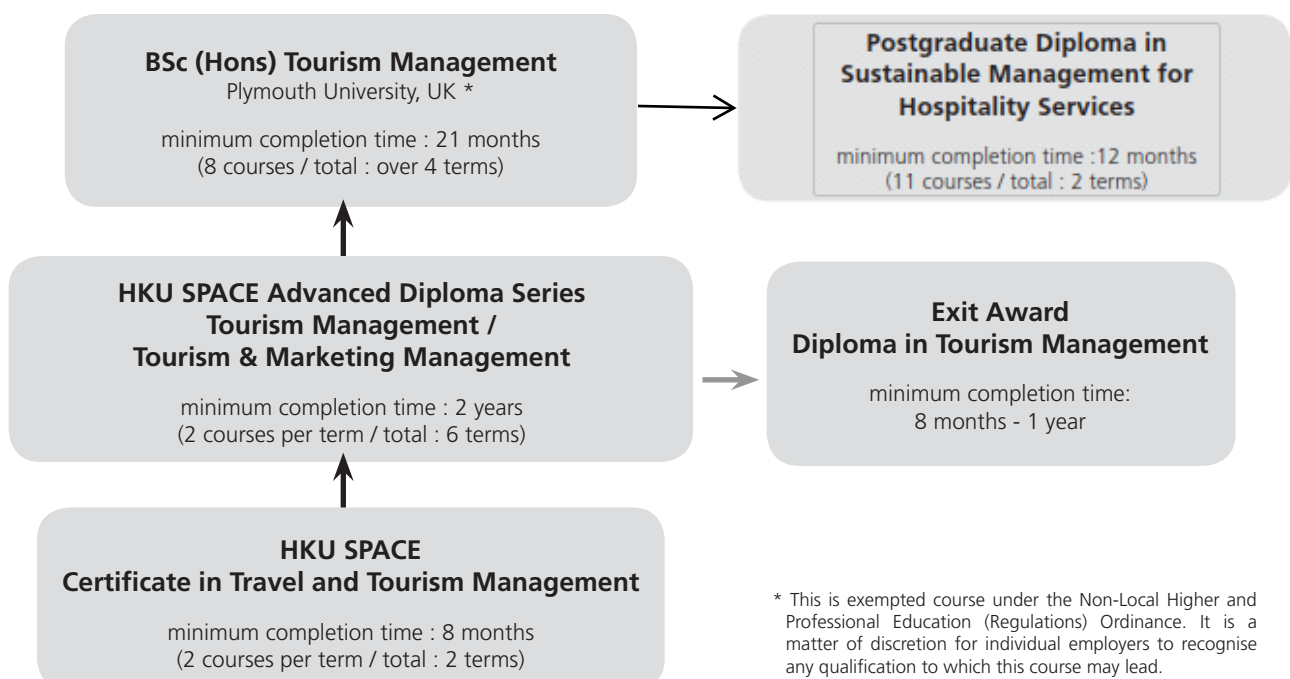 BSc (Hons) Tourism Management
Plymouth University, UK *
minimum completion time : 21 months
(8 courses / total : over 4 terms)
Postgraduate Diploma in
Sustainable Management for
Hospitality Services
minimum completion time :12 months
(11 courses / total : 2 terms)
HKU SPACE Advanced Diploma Series
Tourism Management /
Tourism & Marketing Management
minimum completion time : 2 years
(2 courses per term / total : 6 terms)
Exit Award
Diploma in Tourism Management
minimum completion time:
8 months - 1 year
HKU SPACE
Certificate in Travel and Tourism Management
minimum completion time : 8 months
(2 courses per term / total : 2 terms)
* This is exempted course under the Non-Local Higher and
Professional Education (Regulations) Ordinance. It is a
matter of discretion for individual employers to recognise
any qualification to which this course may lead.